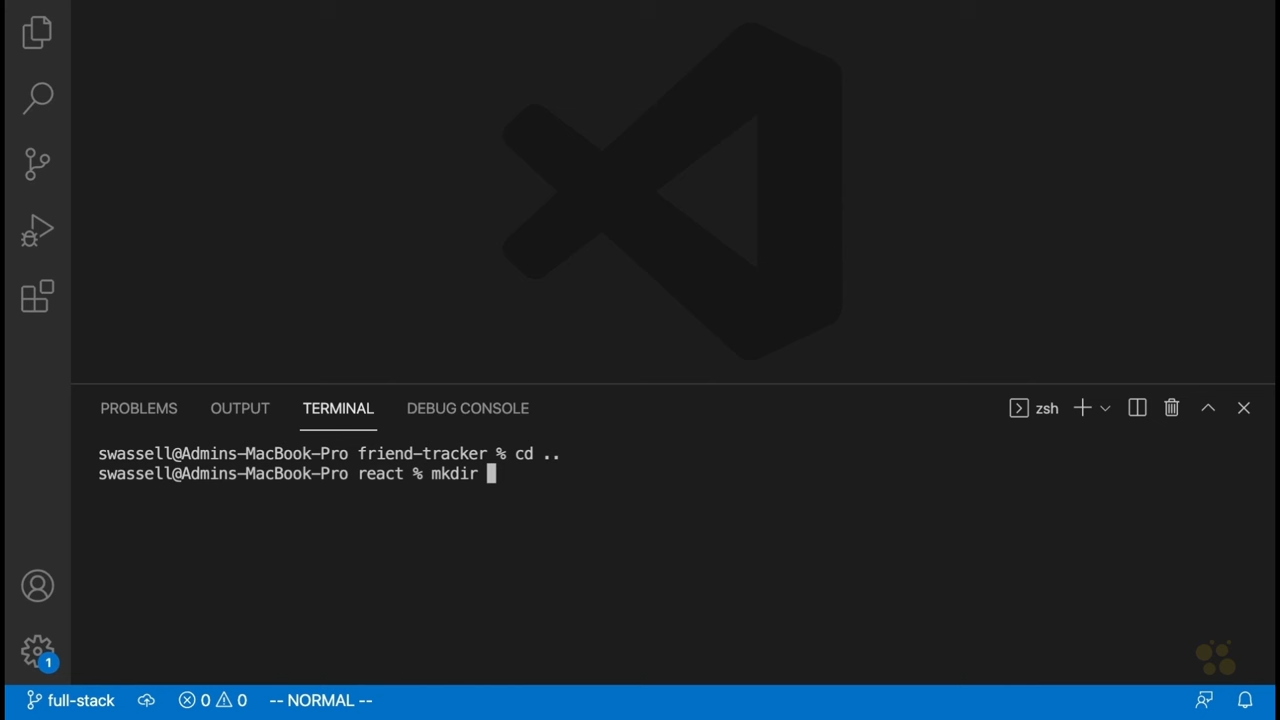 PROBLEMS OUTPUT TERMINAL DEBUG CONSOLE zsh
swassell@Admins-MacBook-Pro friend-tracker % cd ..
swassell@Admins-MacBook-Pro react % mkdir
1
full-stack 0 0 -- NORMAL --